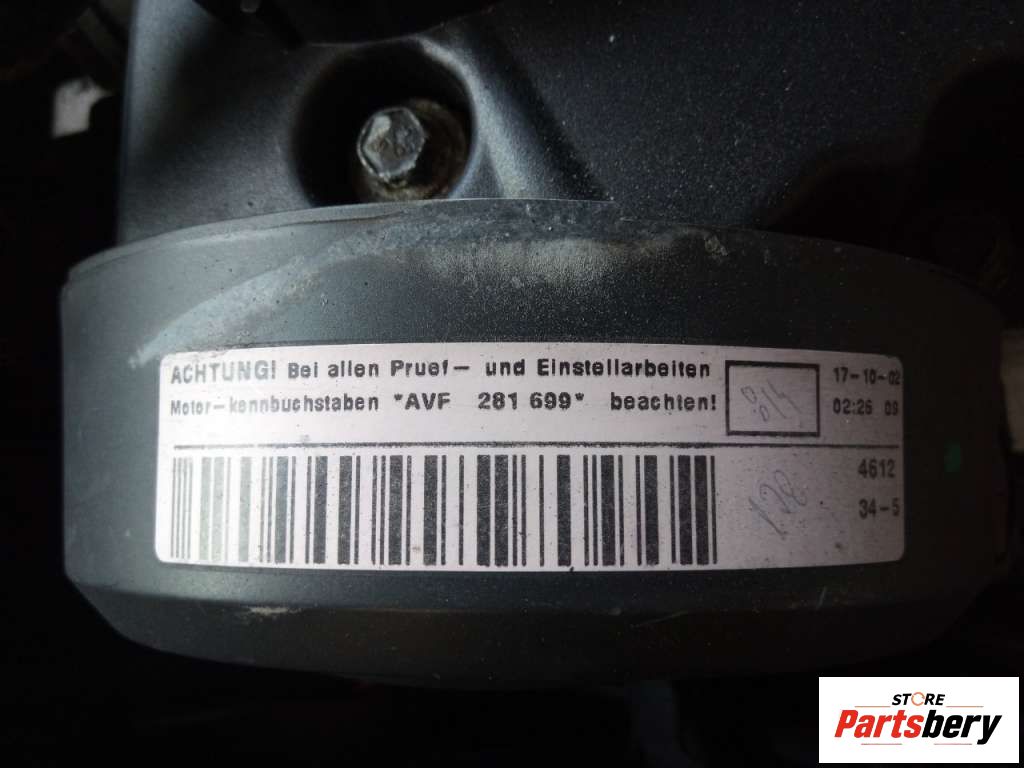 ACHTUNG! Bei allen Pruef- und Einstellarbeiten
Motor-kennbuchstaben *AVF 281 699* beachten!
17-10-02
02:26 09
4612
34-5
STORE
Partsbery